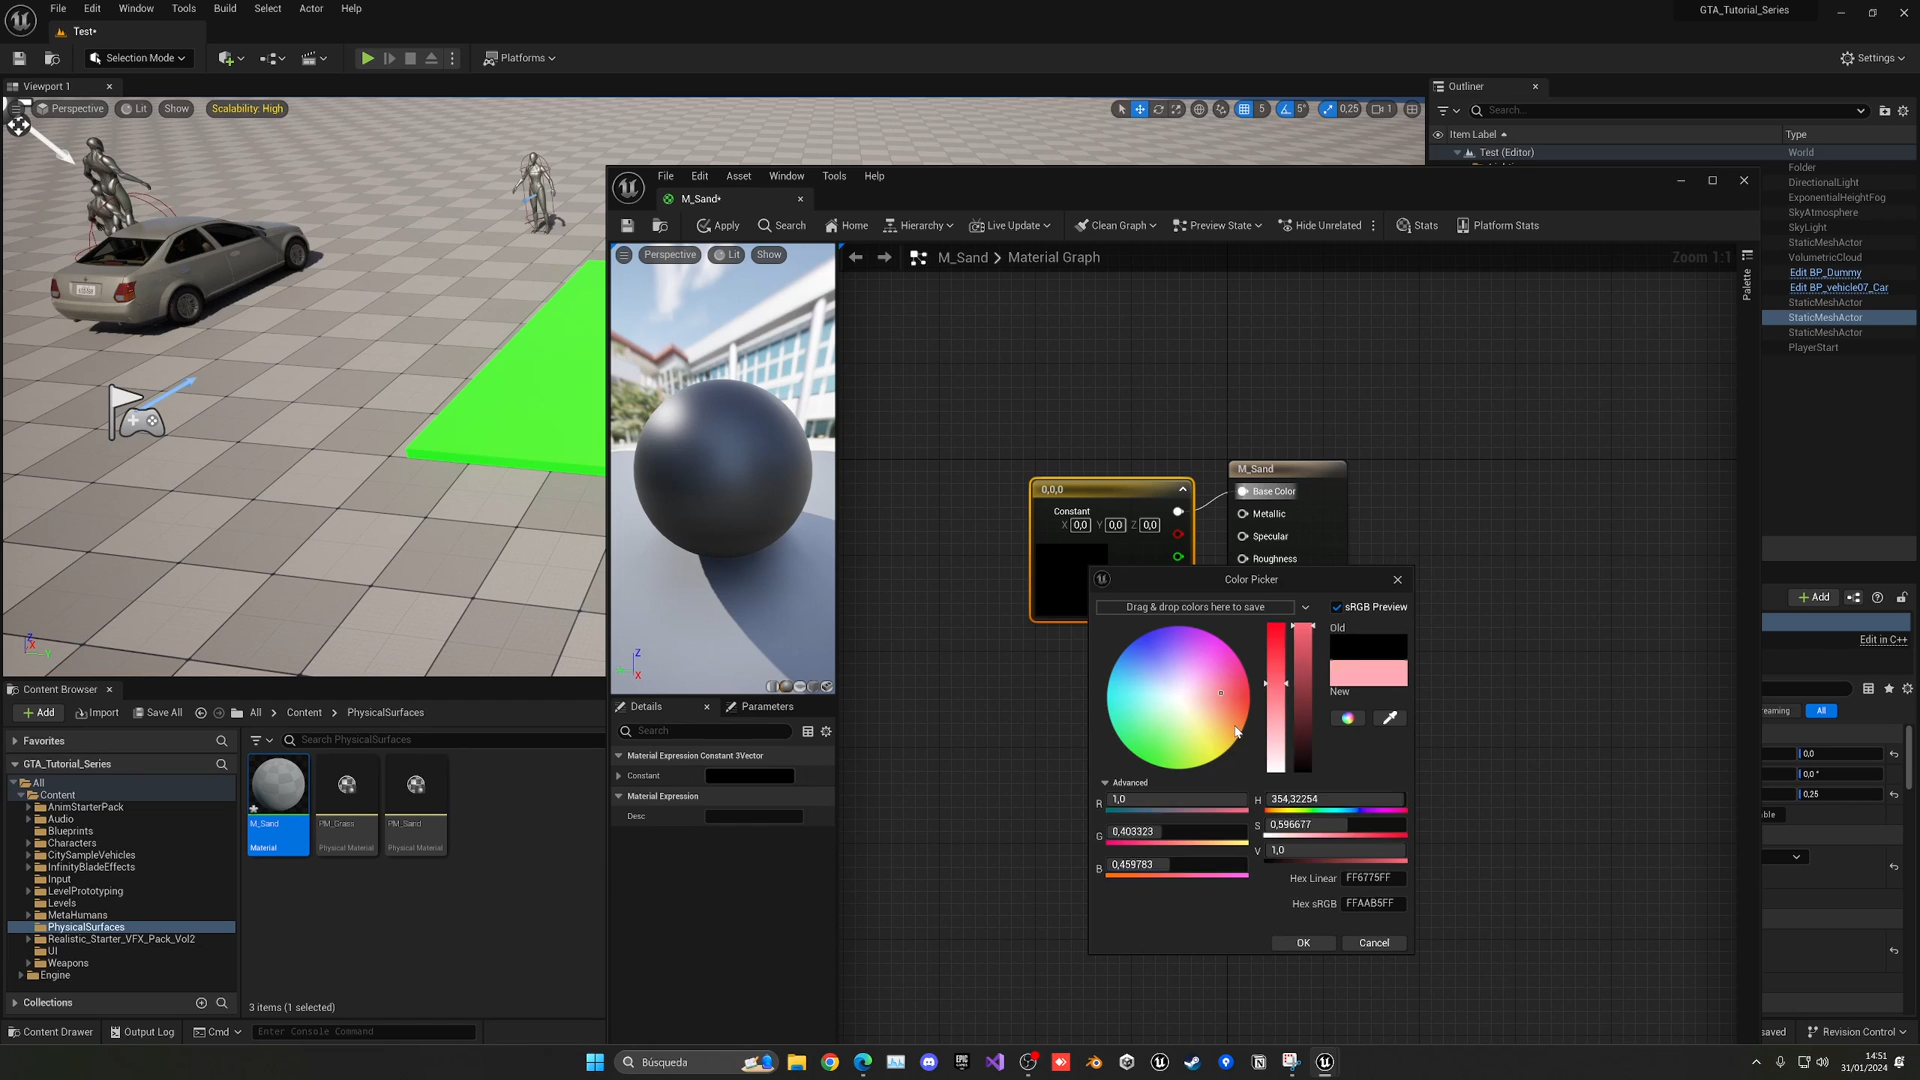 File Edit Window Tools Build Select Actor Help
GTA_Tutorial_Series
Test*
Selection Mode
Platforms
Settings
Viewport 1
Perspective Lit Show Scalability: High
5 5° 0,25 1
Outliner
Search...
Item Label Type
Test (Editor) World
Folder
DirectionalLight
ExponentialHeightFog
SkyAtmosphere
SkyLight
StaticMeshActor
VolumetricCloud
Edit BP_Dummy
Edit BP_vehicle07_Car
StaticMeshActor
StaticMeshActor
StaticMeshActor
PlayerStart
File Edit Asset Window Tools Help
M_Sand*
Apply Search Home Hierarchy Live Update Clean Graph Preview State Hide Unrelated Stats Platform Stats
Perspective Lit Show
M_Sand > Material Graph
Zoom 1:1
Palette
0,0,0
Constant
X 0,0 Y 0,0 Z 0,0
M_Sand
Base Color
Metallic
Specular
Roughness
Z
X
Z
X
Y
Details Parameters
Search
Material Expression Constant 3Vector
Constant
Material Expression
Desc
Color Picker
Drag & drop colors here to save
sRGB Preview
Old
New
Advanced
R 1,0
G 0,403323
B 0,459783
H 354,32254
S 0,596677
V 1,0
Hex Linear FF6775FF
Hex sRGB FFAAB5FF
OK Cancel
Add
Edit in C++
eaming All
0,0
0,0 °
0,25
ble
Content Browser
Add Import Save All All > Content > PhysicalSurfaces
Favorites
GTA_Tutorial_Series
All
Content
AnimStarterPack
Audio
Blueprints
Characters
CitySampleVehicles
InfinityBladeEffects
Input
LevelPrototyping
Levels
MetaHumans
PhysicalSurfaces
Realistic_Starter_VFX_Pack_Vol2
UI
Weapons
Engine
Collections
Search PhysicalSurfaces
M_Sand
Material
PM_Grass
Physical Material
PM_Sand
Physical Material
3 items (1 selected)
Content Drawer Output Log Cmd Enter Console Command
saved Revision Control
Búsqueda
14:51
31/01/2024